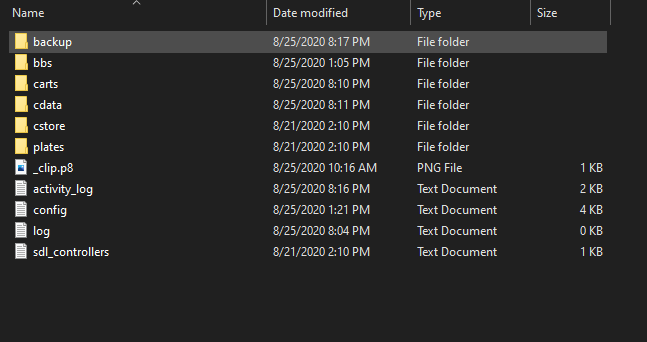 Name Date modified Type Size
backup 8/25/2020 8:17 PM File folder
bbs 8/25/2020 1:05 PM File folder
carts 8/25/2020 8:10 PM File folder
cdata 8/25/2020 8:11 PM File folder
cstore 8/21/2020 2:10 PM File folder
plates 8/21/2020 2:10 PM File folder
_clip.p8 8/25/2020 10:16 AM PNG File 1 KB
activity_log 8/25/2020 8:16 PM Text Document 2 KB
config 8/25/2020 1:21 PM Text Document 4 KB
log 8/25/2020 8:04 PM Text Document 0 KB
sdl_controllers 8/21/2020 2:10 PM Text Document 1 KB